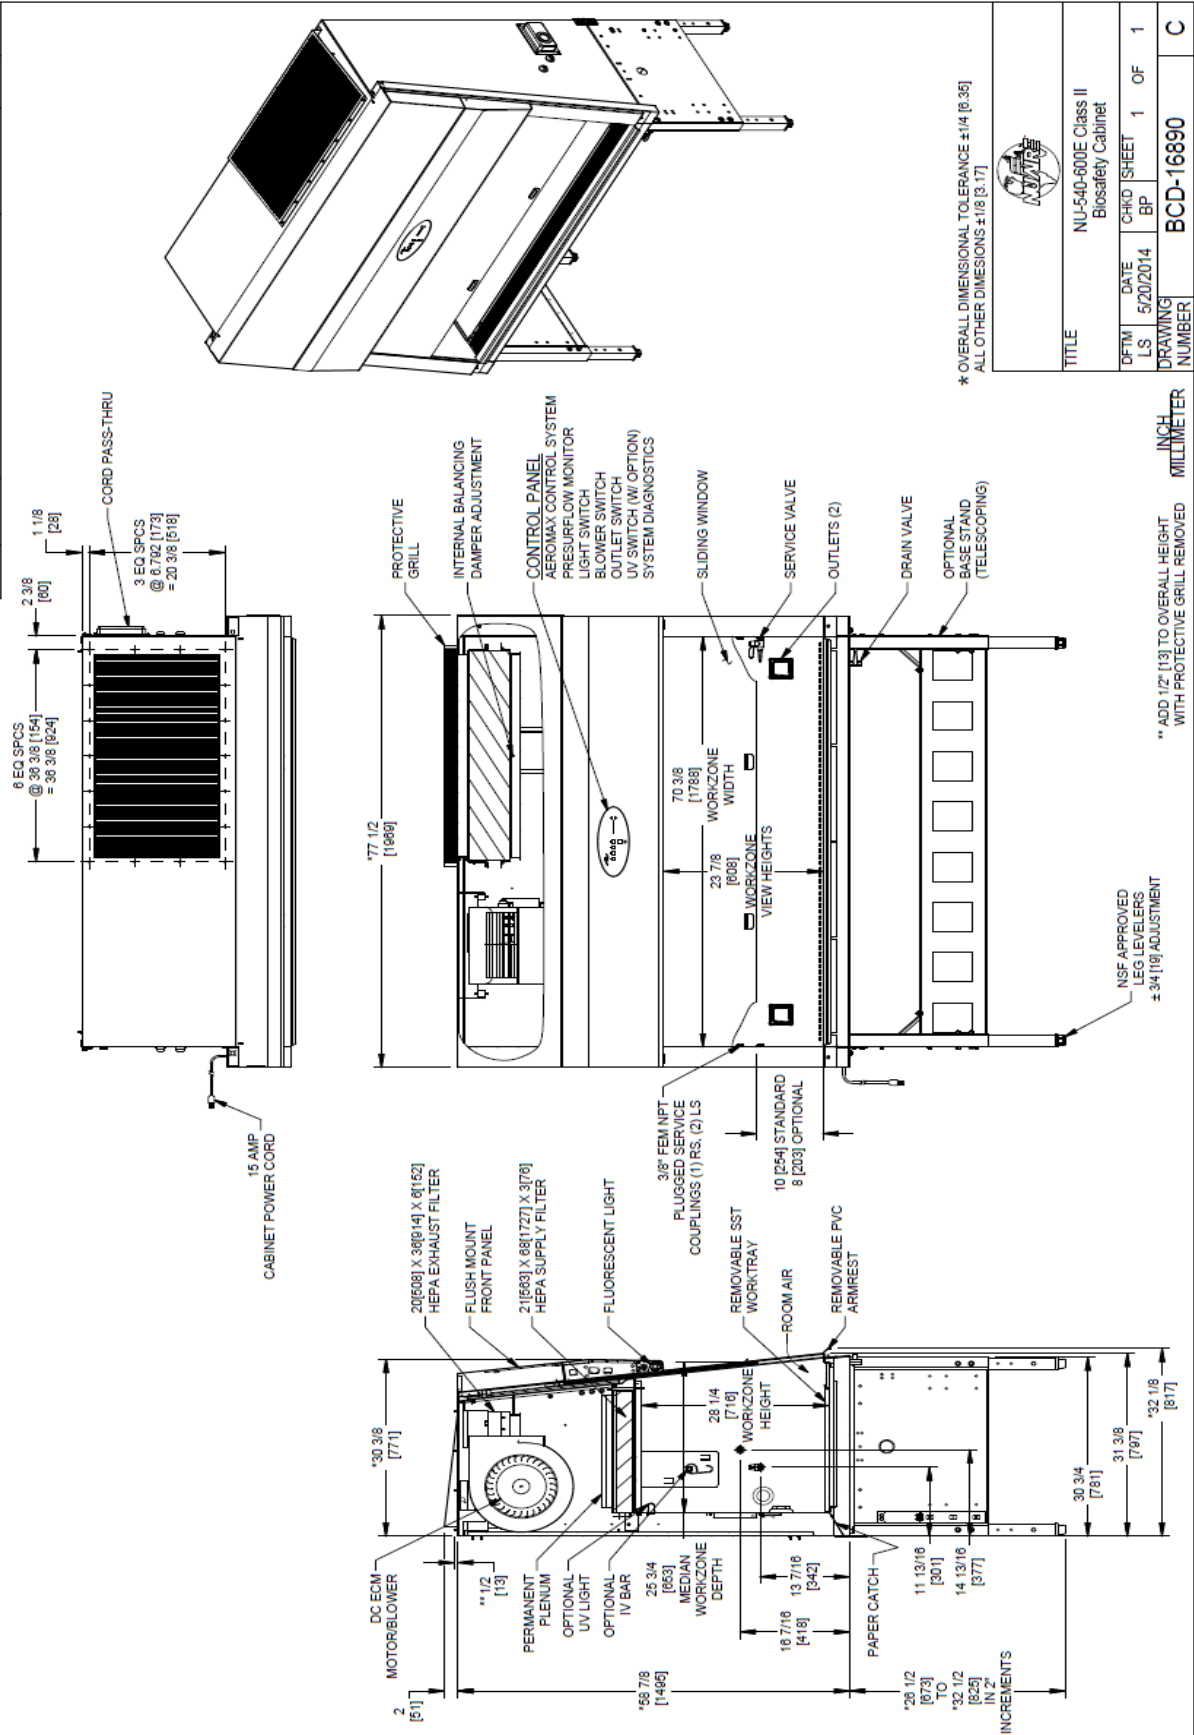 6 EQ SPCS
@ 36 3/8 [154]
= 36 3/8 [924]
2 3/8
[60]
1 1/8
[28]
3 EQ SPCS
@ 6.792 [173]
= 20 3/8 [518]
CORD PASS-THRU
15 AMP
CABINET POWER CORD
*77 1/2
[1969]
PROTECTIVE
GRILL
INTERNAL BALANCING
DAMPER ADJUSTMENT
CONTROL PANEL
AEROMAX CONTROL SYSTEM
PRESURFLOW MONITOR
LIGHT SWITCH
BLOWER SWITCH
OUTLET SWITCH
UV SWITCH (W/ OPTION)
SYSTEM DIAGNOSTICS
SLIDING WINDOW
SERVICE VALVE
OUTLETS (2)
DRAIN VALVE
OPTIONAL
BASE STAND
(TELESCOPING)
70 3/8
[1788]
WORKZONE
WIDTH
23 7/8
[608]
WORKZONE
VIEW HEIGHTS
3/8" FEM NPT
PLUGGED SERVICE
COUPLINGS (1) RS, (2) LS
10 [254] STANDARD
8 [203] OPTIONAL
NSF APPROVED
LEG LEVELERS
± 3/4 [19] ADJUSTMENT
2
[51]
DC ECM
MOTOR/BLOWER
**1/2
[13]
*30 3/8
[771]
20[508] X 36[914] X 6[152]
HEPA EXHAUST FILTER
FLUSH MOUNT
FRONT PANEL
21[563] X 68[1727] X 3[76]
HEPA SUPPLY FILTER
FLUORESCENT LIGHT
REMOVABLE SST
WORKTRAY
ROOM AIR
REMOVABLE PVC
ARMREST
PERMANENT
PLENUM
OPTIONAL
UV LIGHT
OPTIONAL
IV BAR
25 3/4
[653]
MEDIAN
WORKZONE
DEPTH
28 1/4
[716]
WORKZONE
HEIGHT
13 7/16
[342]
16 7/16
[418]
*58 7/8
[1495]
PAPER CATCH
11 13/16
[301]
14 13/16
[377]
*26 1/2
[673]
TO
*32 1/2
[825]
IN 2"
INCREMENTS
30 3/4
[781]
31 3/8
[797]
*32 1/8
[817]
* OVERALL DIMENSIONAL TOLERANCE ±1/4 [6.35]
ALL OTHER DIMESIONS ±1/8 [3.17]
** ADD 1/2" [13] TO OVERALL HEIGHT
WITH PROTECTIVE GRILL REMOVED
INCH
MILLIMETER
NUAIRE
TITLE
NU-540-600E Class II
Biosafety Cabinet
DFTM
LS
DATE
5/20/2014
CHKD
BP
SHEET 1 OF 1
DRAWING
NUMBER
BCD-16890
C